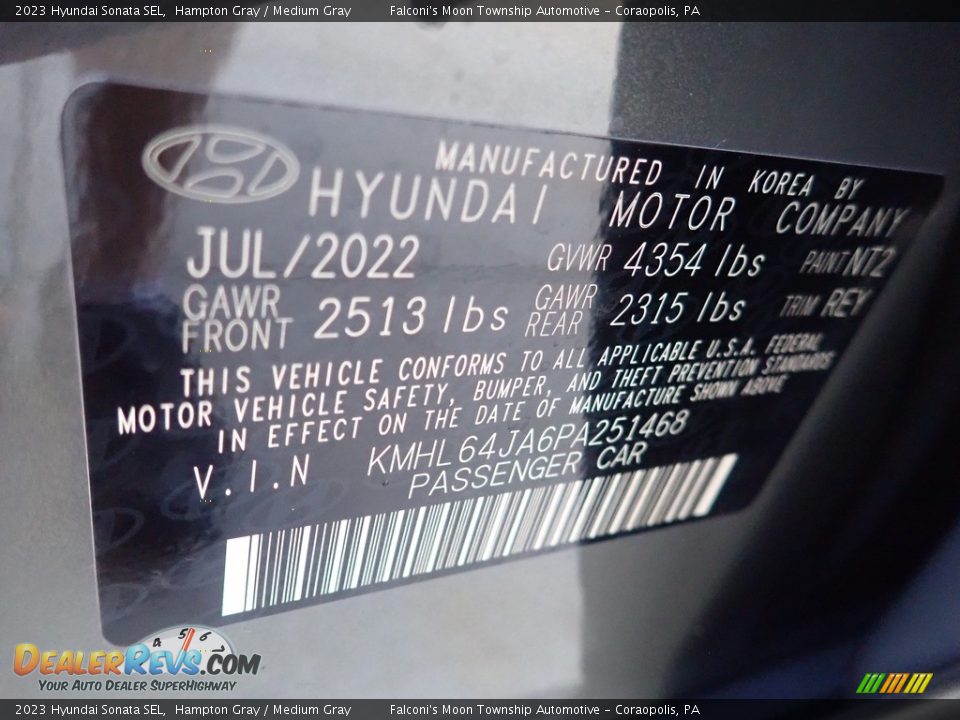 2023 Hyundai Sonata SEL, Hampton Gray / Medium Gray Falconi's Moon Township Automotive - Coraopolis, PA
MANUFACTURED IN KOREA BY
HYUNDAI MOTOR COMPANY
JUL/2022 GVWR 4354 lbs PAINT NT2
GAWR FRONT 2513 lbs GAWR REAR 2315 lbs TRIM REY
THIS VEHICLE CONFORMS TO ALL APPLICABLE U.S.A. FEDERAL
MOTOR VEHICLE SAFETY, BUMPER, AND THEFT PREVENTION STANDARDS
IN EFFECT ON THE DATE OF MANUFACTURE SHOWN ABOVE
V.I.N KMHL64JA6PA251468
PASSENGER CAR
4 5 6
DealerRevs.com
Your Auto Dealer SuperHighway
2023 Hyundai Sonata SEL, Hampton Gray / Medium Gray Falconi's Moon Township Automotive - Coraopolis, PA